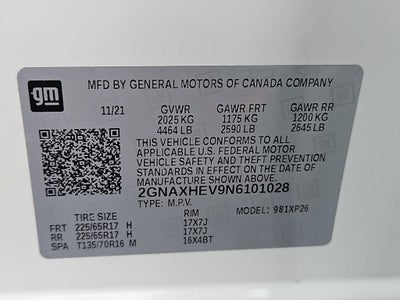 gm
MFD BY GENERAL MOTORS OF CANADA COMPANY
11/21 GVWR GAWR FRT GAWR RR
2025 KG 1175 KG 1200 KG
4464 LB 2590 LB 2645 LB
THIS VEHICLE CONFORMS TO ALL
APPLICABLE U.S. FEDERAL MOTOR
VEHICLE SAFETY AND THEFT PREVENTION
STANDARDS IN EFFECT ON THE DATE OF
MANUFACTURE SHOWN ABOVE.
2GNAXHEV9N6101028
TYPE: M.P.V. MODEL: 981XP26
TIRE SIZE RIM
FRT 225/65R17 H 17X7J
RR 225/65R17 H 17X7J
SPA T135/70R16 M 16X4BT